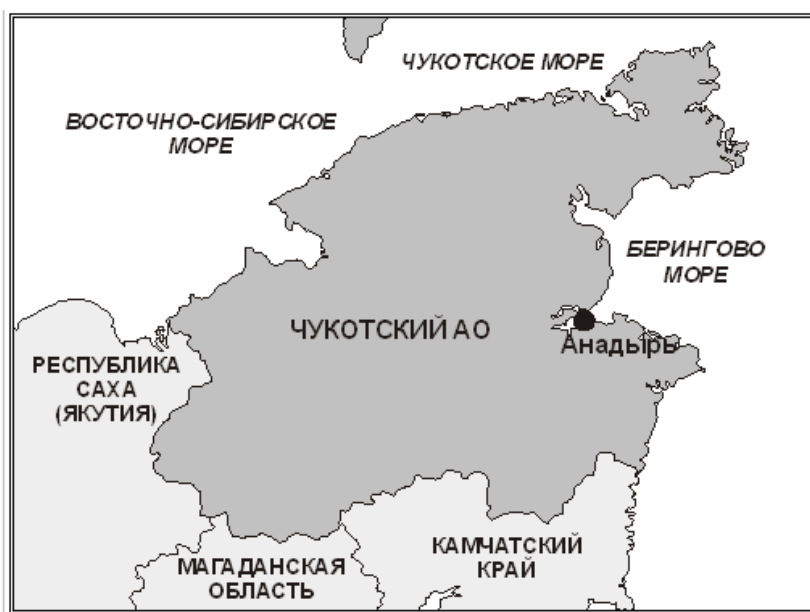 ЧУКОТСКОЕ МОРЕ
ВОСТОЧНО-СИБИРСКОЕ
МОРЕ
БЕРИНГОВО
МОРЕ
ЧУКОТСКИЙ АО
Анадырь
РЕСПУБЛИКА
САХА
(ЯКУТИЯ)
МАГАДАНСКАЯ
ОБЛАСТЬ
КАМЧАТСКИЙ
КРАЙ